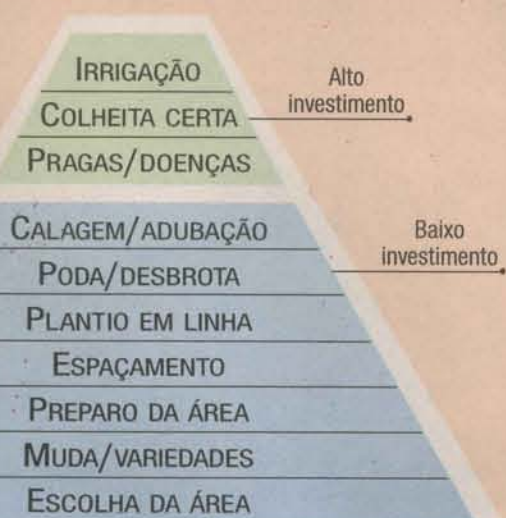 IRRIGAÇÃO
COLHEITA CERTA
PRAGAS/DOENÇAS
Alto
investimento
CALAGEM/ADUBAÇÃO
PODA/DESBROTA
PLANTIO EM LINHA
ESPAÇAMENTO
PREPARO DA ÁREA
MUDA/VARIEDADES
ESCOLHA DA ÁREA
Baixo
investimento